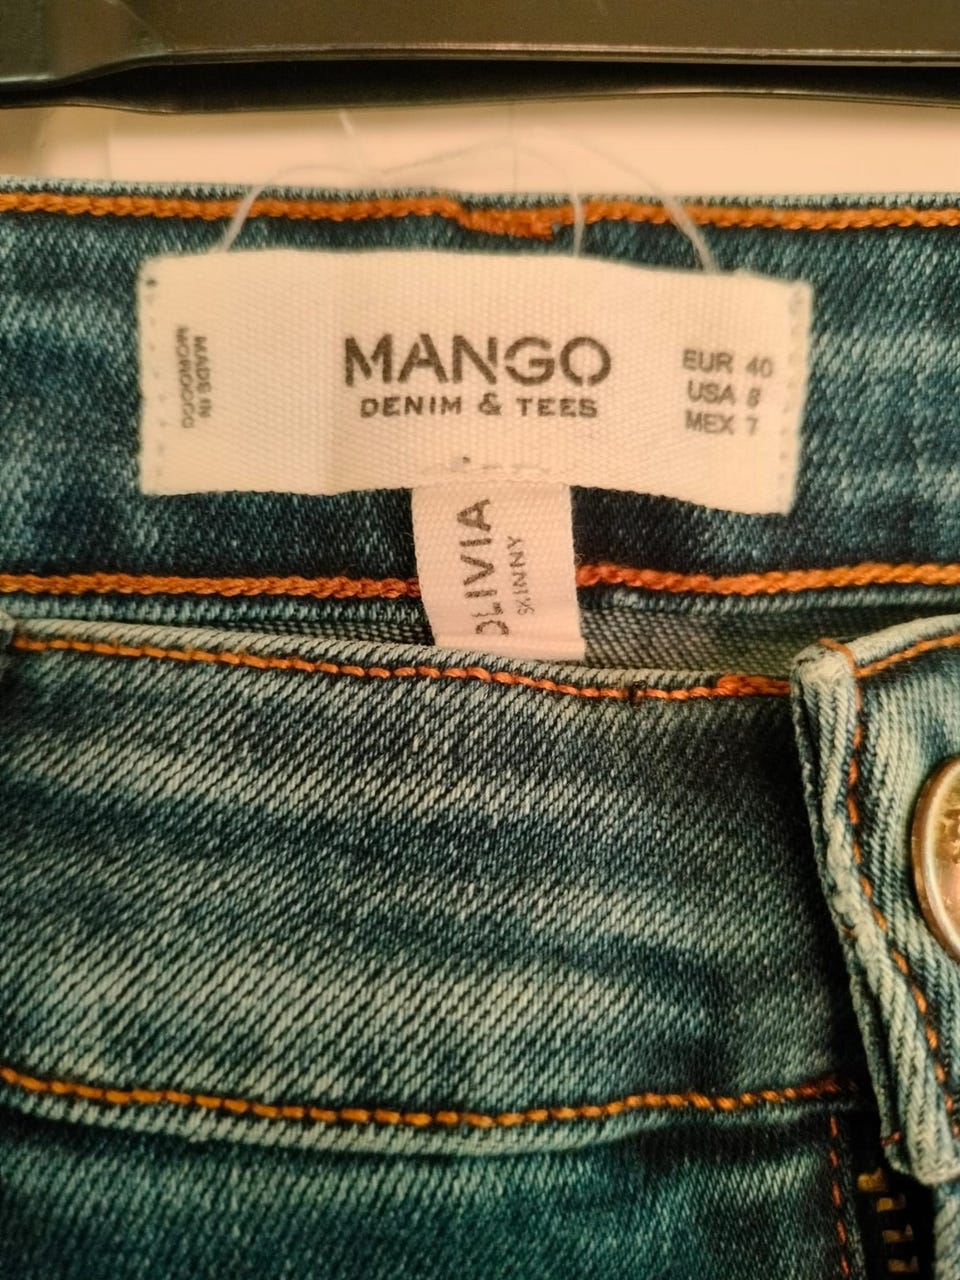 MADE IN
MOROCCO
MANGO
DENIM & TEES
EUR 40
USA 8
MEX 7
OLIVIA
SKINNY